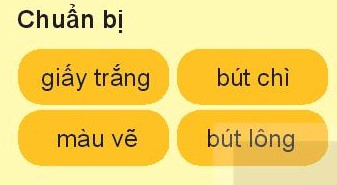 Chuẩn bị
giấy trắng
bút chì
màu vẽ
bút lông